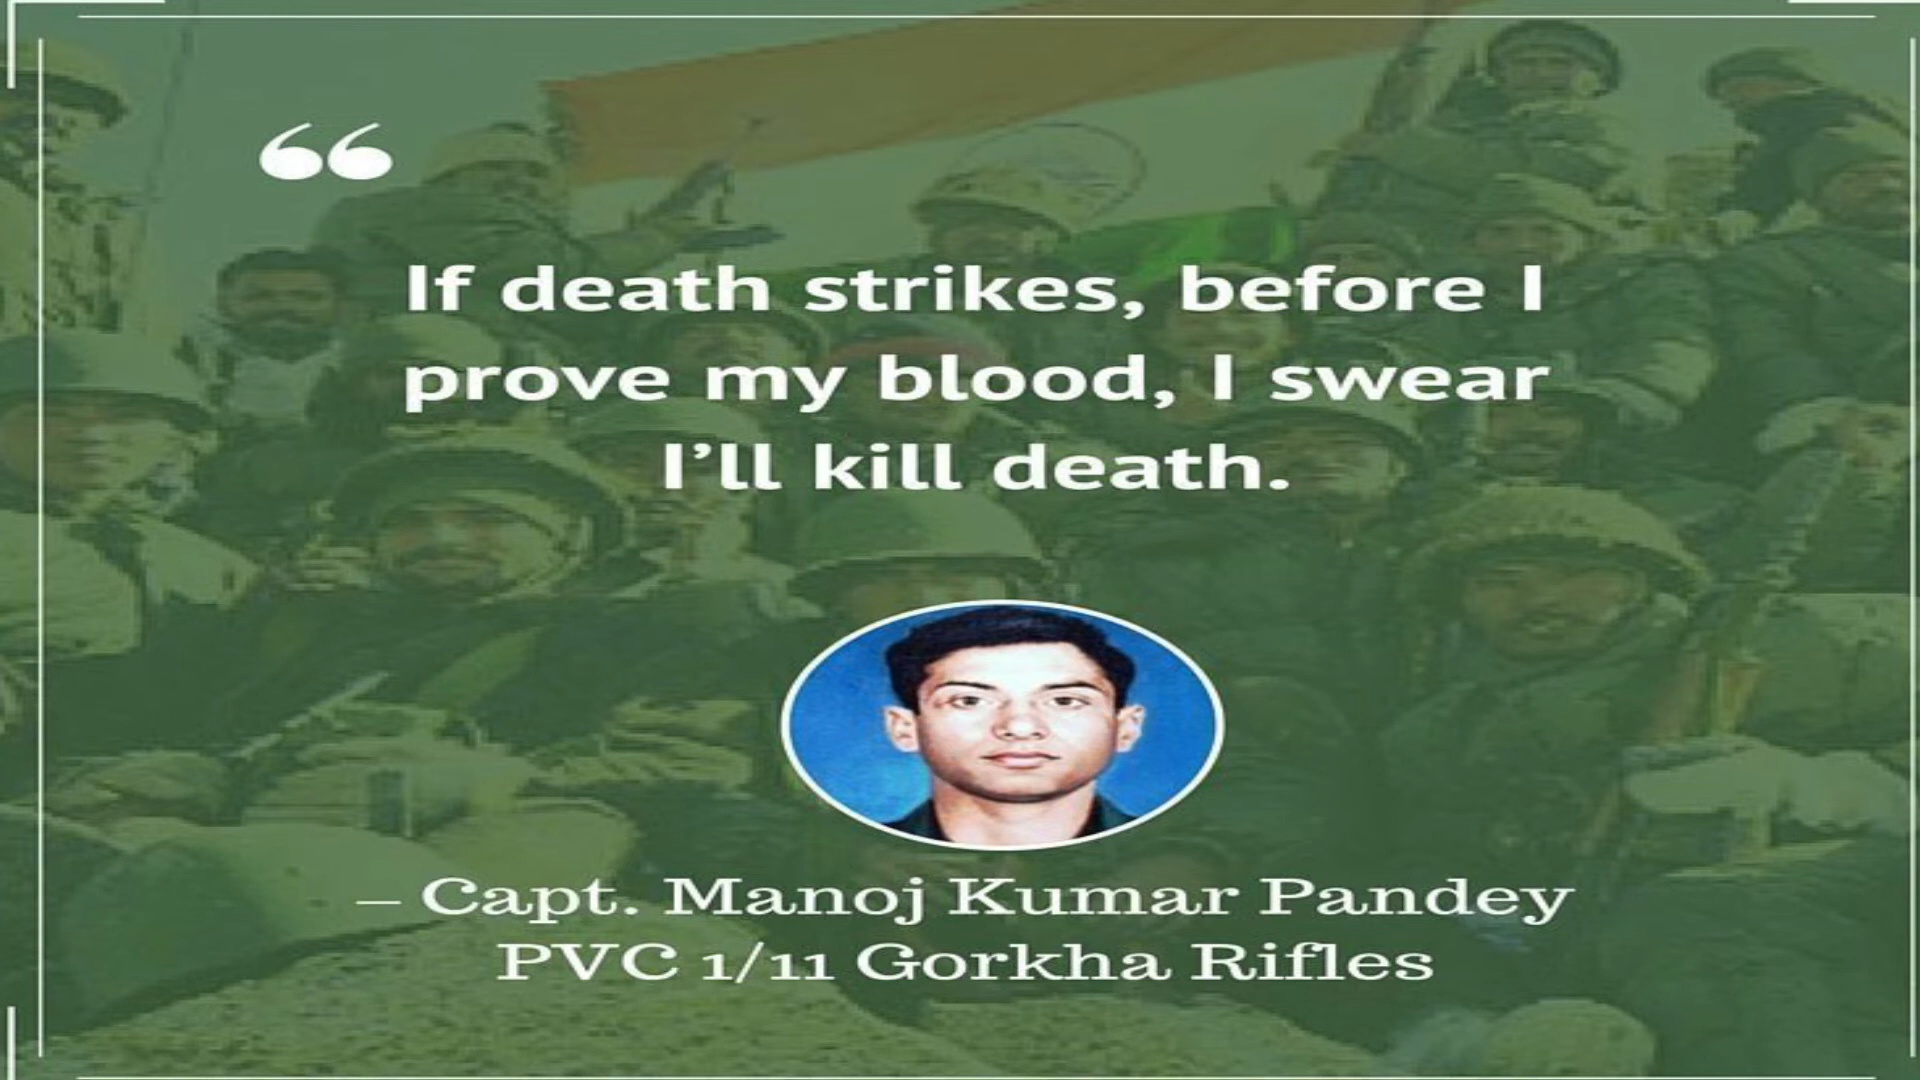 “
If death strikes, before I
prove my blood, I swear
I’ll kill death.
– Capt. Manoj Kumar Pandey
PVC 1/11 Gorkha Rifles